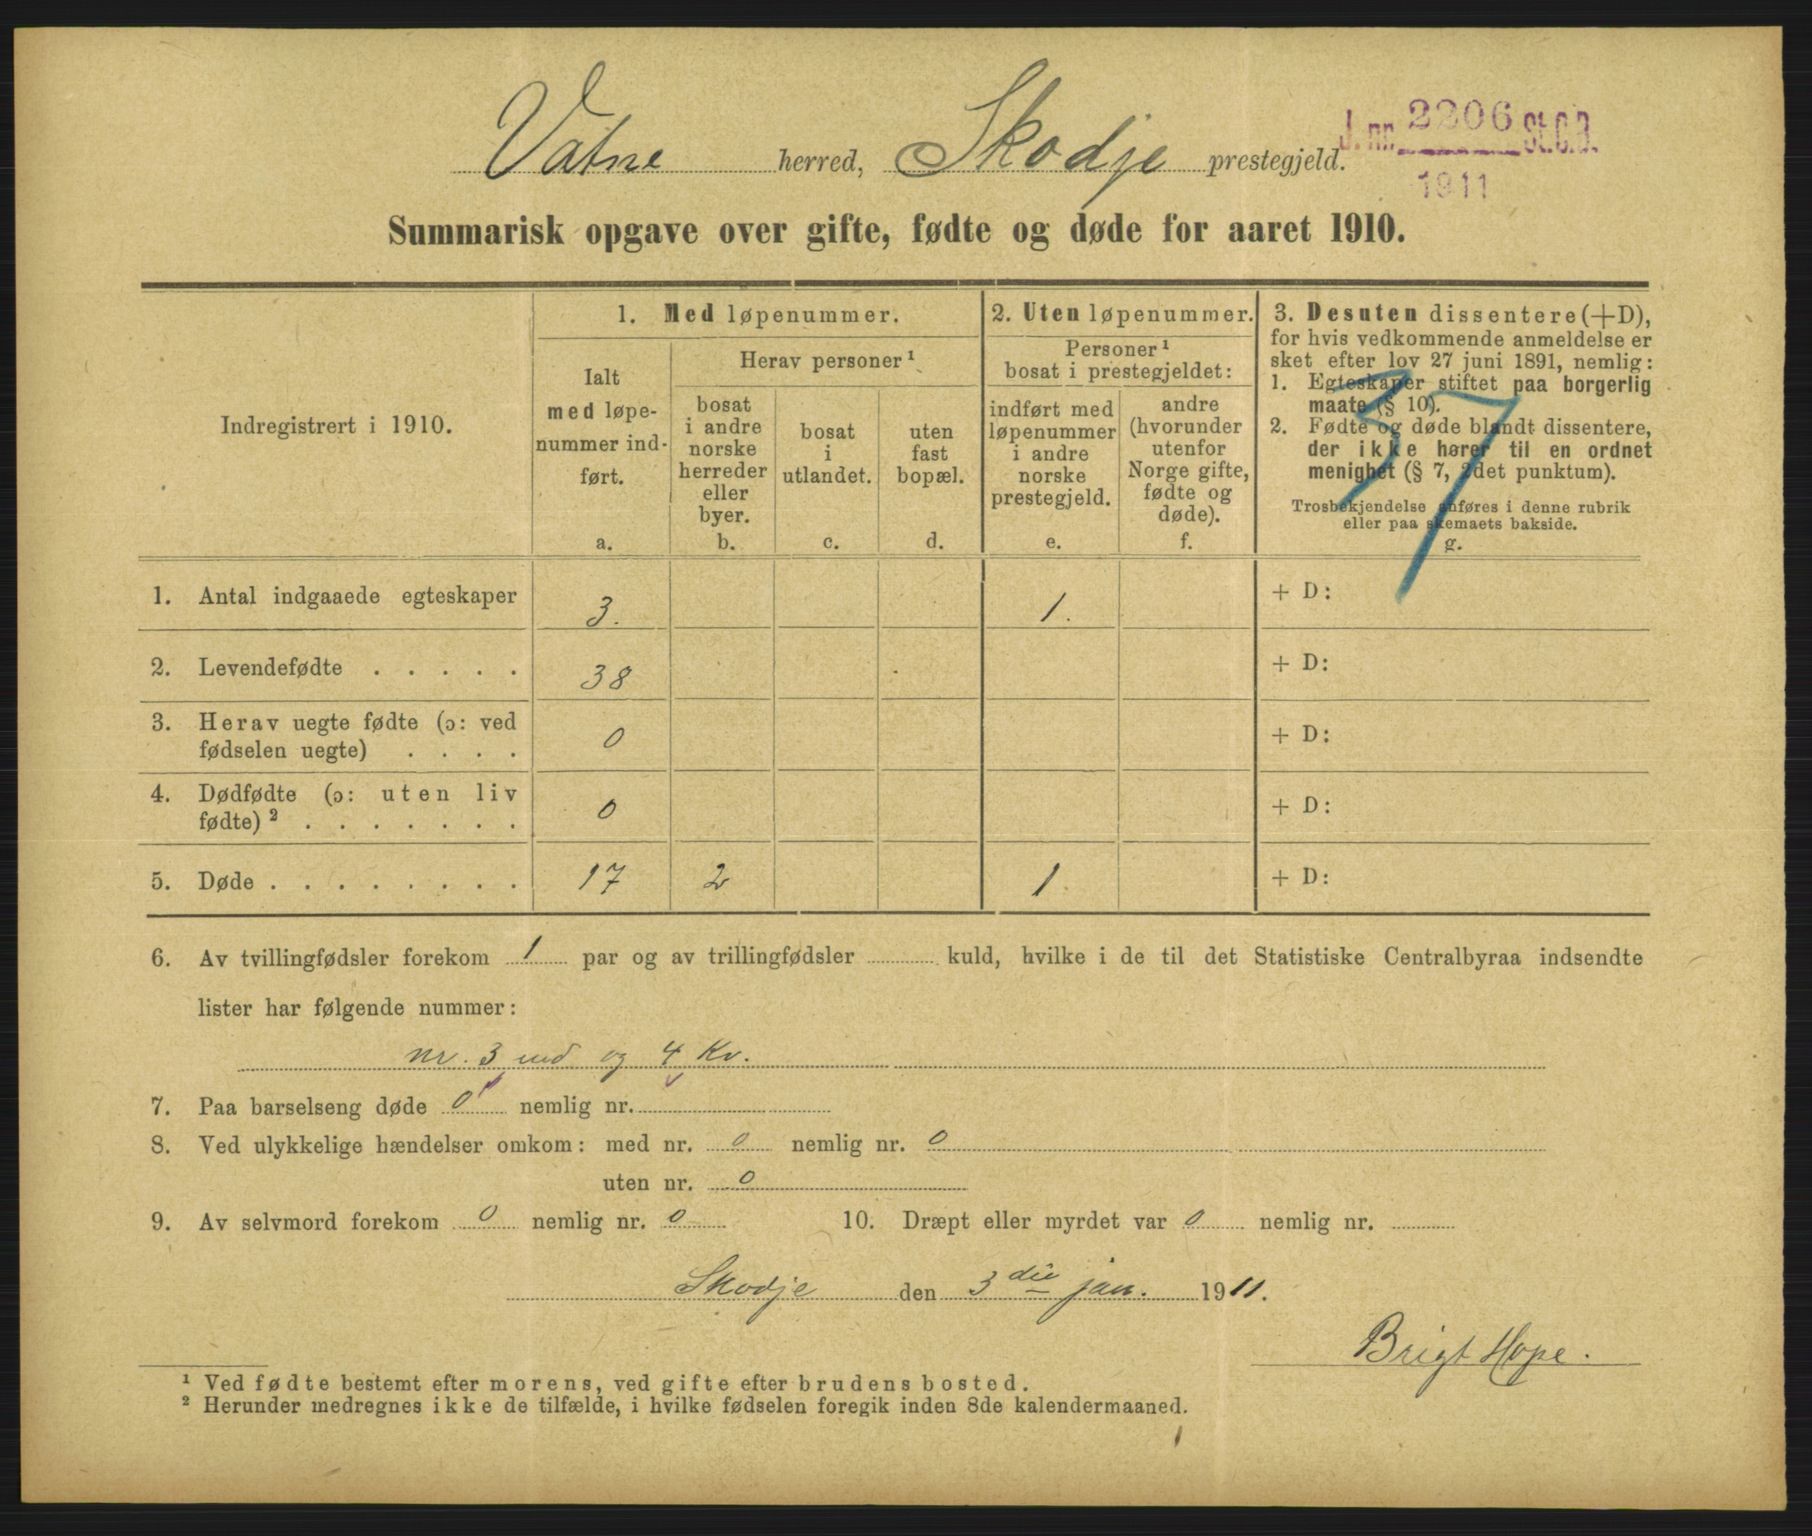 Vatne herred, Skodje prestegjeld.
J. nr. 2206 St.C.B.
1911
Summarisk opgave over gifte, fødte og døde for aaret 1910.
Indregistrert i 1910.
1. Med løpenummer.
Ialt
med løpe-
nummer ind-
ført.
a.
Herav personer ¹
bosat
i andre
norske
herreder
eller
byer.
b.
bosat
i
utlandet.
c.
uten
fast
bopæl.
d.
2. Uten løpenummer.
Personer ¹
bosat i prestegjeldet:
indført med
løpenummer
i andre
norske
prestegjeld.
e.
andre
(hvorunder
utenfor
Norge gifte,
fødte og
døde).
f.
3. Desuten dissentere (+D),
for hvis vedkommende anmeldelse er
sket efter lov 27 juni 1891, nemlig:
1. Egteskaper stiftet paa borgerlig
maate (§ 10).
2. Fødte og døde blandt dissentere,
der ikke hører til en ordnet
menighet (§ 7, 2det punktum).
Trosbekjendelse anføres i denne rubrik
eller paa skemaets bakside.
g.
37
1. Antal indgaaede egteskaper 3. 1. + D:
2. Levendefødte . . . . . 38 + D:
3. Herav uegte fødte (ɔ: ved
fødselen uegte) . . . . 0 + D:
4. Dødfødte (ɔ: uten liv
fødte) ² . . . . . . . 0 + D:
5. Døde . . . . . . . . 17 2 1. + D:
6. Av tvillingfødsler forekom 1 par og av trillingfødsler kuld, hvilke i de til det Statistiske Centralbyraa indsendte
lister har følgende nummer:
nr. 3 md og 4 Kv.
7. Paa barselseng døde 0 nemlig nr.
8. Ved ulykkelige hændelser omkom: med nr. 0 nemlig nr. 0
uten nr. 0
9. Av selvmord forekom 0 nemlig nr. 0 10. Dræpt eller myrdet var 0 nemlig nr.
Skodje den 3die jan. 1911.
Brigt Hope.
¹ Ved fødte bestemt efter morens, ved gifte efter brudens bosted.
² Herunder medregnes ikke de tilfælde, i hvilke fødselen foregik inden 8de kalendermaaned.